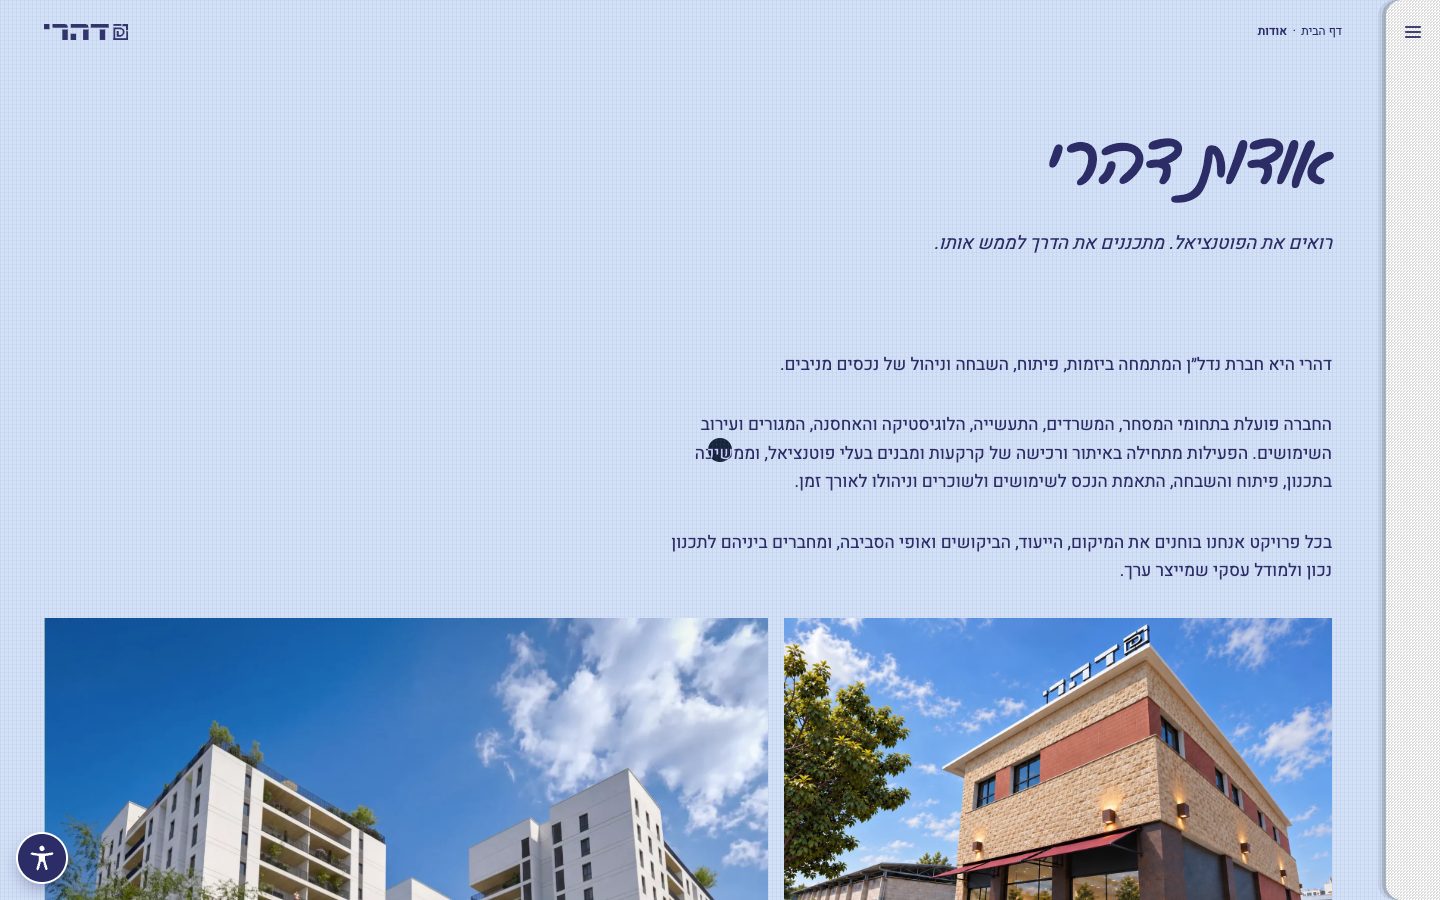 דף הבית · אודות
דהרי
אודות דהרי
רואים את הפוטנציאל. מתכננים את הדרך לממש אותו.
דהרי היא חברת נדל״ן המתמחה ביזמות, פיתוח, השבחה וניהול של נכסים מניבים.
החברה פועלת בתחומי המסחר, המשרדים, התעשייה, הלוגיסטיקה והאחסנה, המגורים ועירוב
השימושים. הפעילות מתחילה באיתור ורכישה של קרקעות ומבנים בעלי פוטנציאל, וממשיכה
בתכנון, פיתוח והשבחה, התאמת הנכס לשימושים ולשוכרים וניהולו לאורך זמן.
בכל פרויקט אנחנו בוחנים את המיקום, הייעוד, הביקושים ואופי הסביבה, ומחברים ביניהם לתכנון
נכון ולמודל עסקי שמייצר ערך.
דהרי